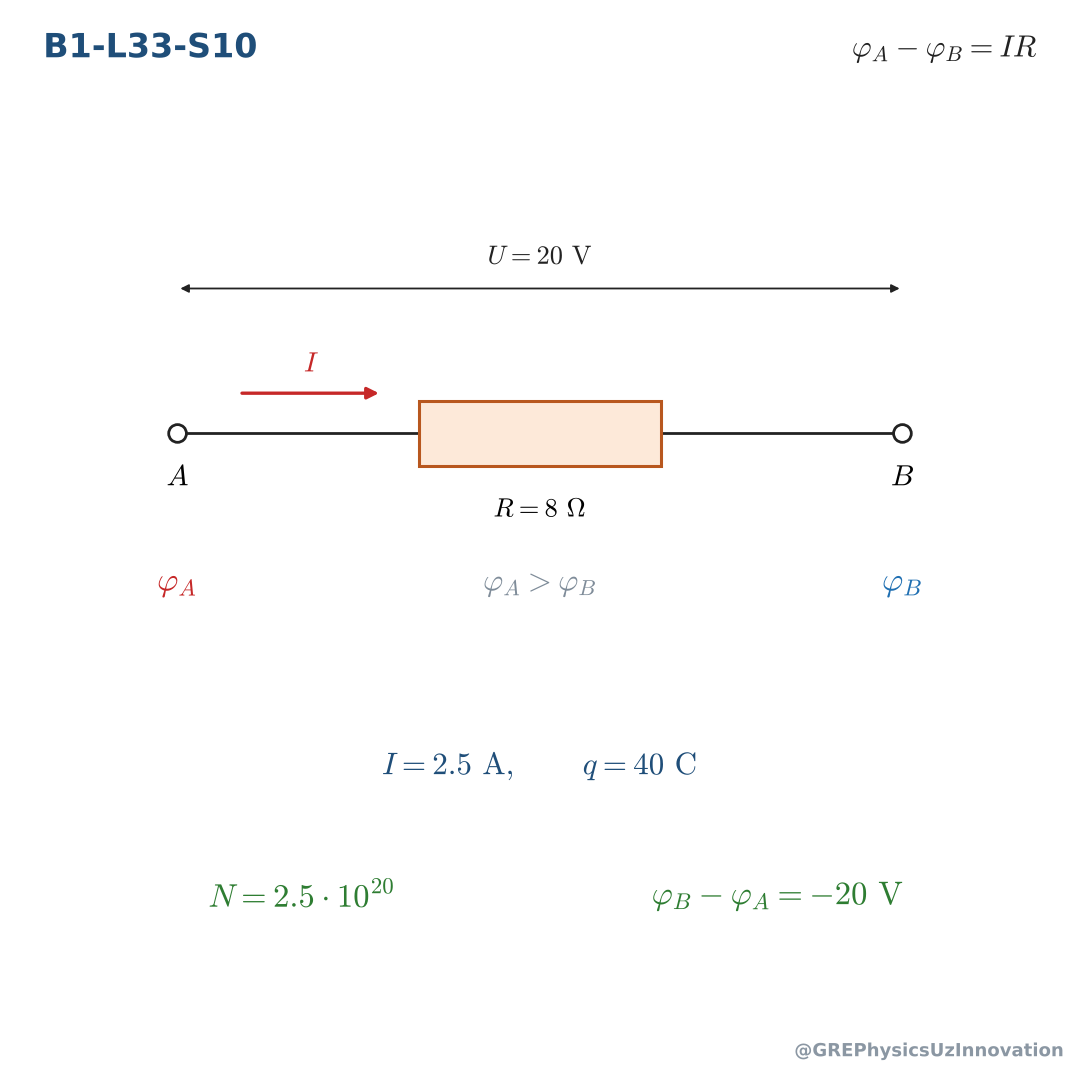 B1-L33-S10
φ_A − φ_B = IR
U = 20 V
I
A
B
R = 8 Ω
φ_A
φ_A > φ_B
φ_B
I = 2.5 A, q = 40 C
N = 2.5 · 10^20
φ_B − φ_A = −20 V
@GREPhysicsUzInnovation